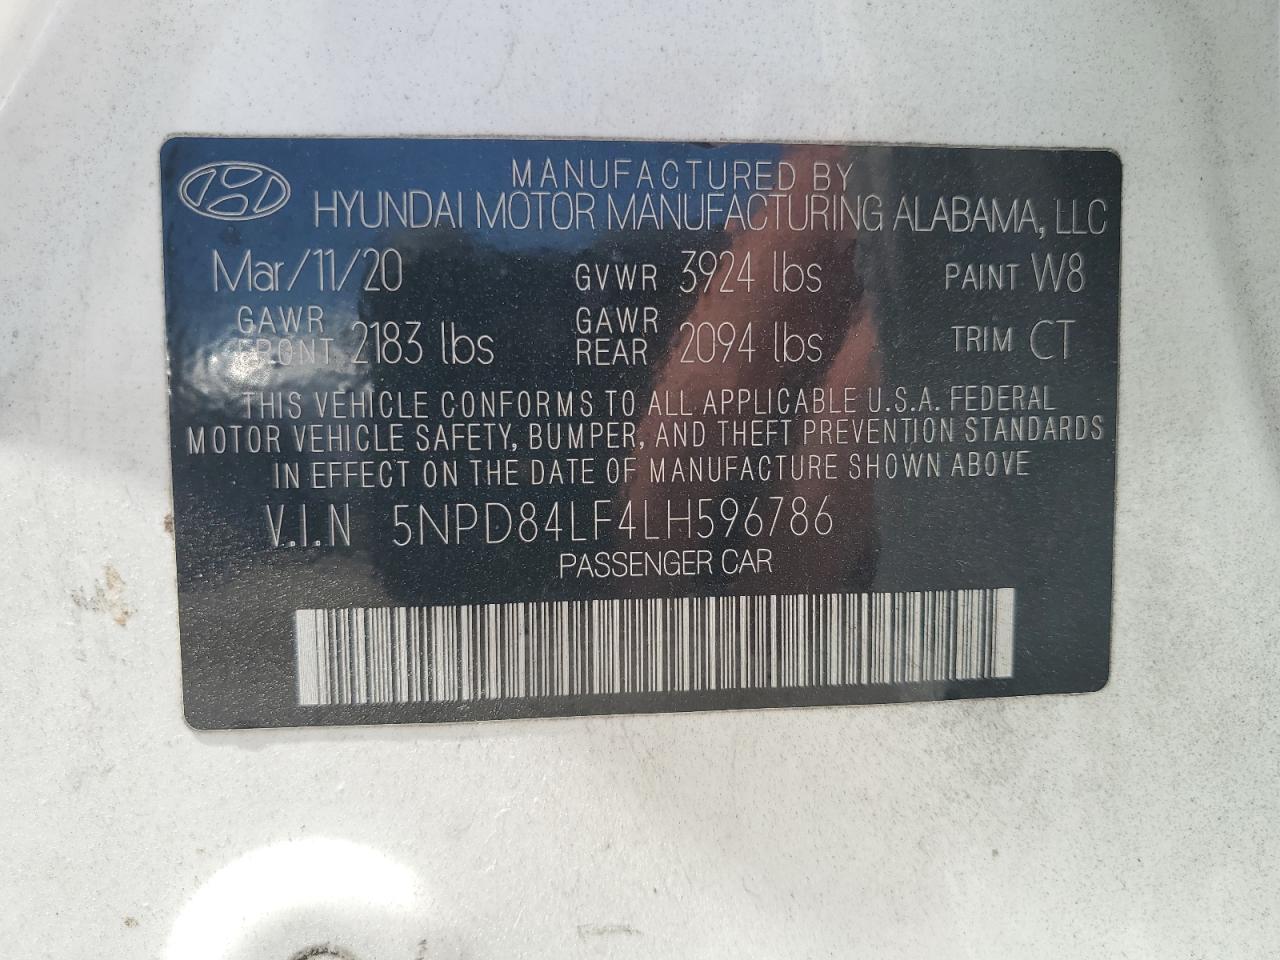 MANUFACTURED BY
HYUNDAI MOTOR MANUFACTURING ALABAMA, LLC
Mar/11/20 GVWR 3924 lbs PAINT W8
GAWR FRONT 2183 lbs GAWR REAR 2094 lbs TRIM CT
THIS VEHICLE CONFORMS TO ALL APPLICABLE U.S.A. FEDERAL
MOTOR VEHICLE SAFETY, BUMPER, AND THEFT PREVENTION STANDARDS
IN EFFECT ON THE DATE OF MANUFACTURE SHOWN ABOVE
V.I.N 5NPD84LF4LH596786
PASSENGER CAR